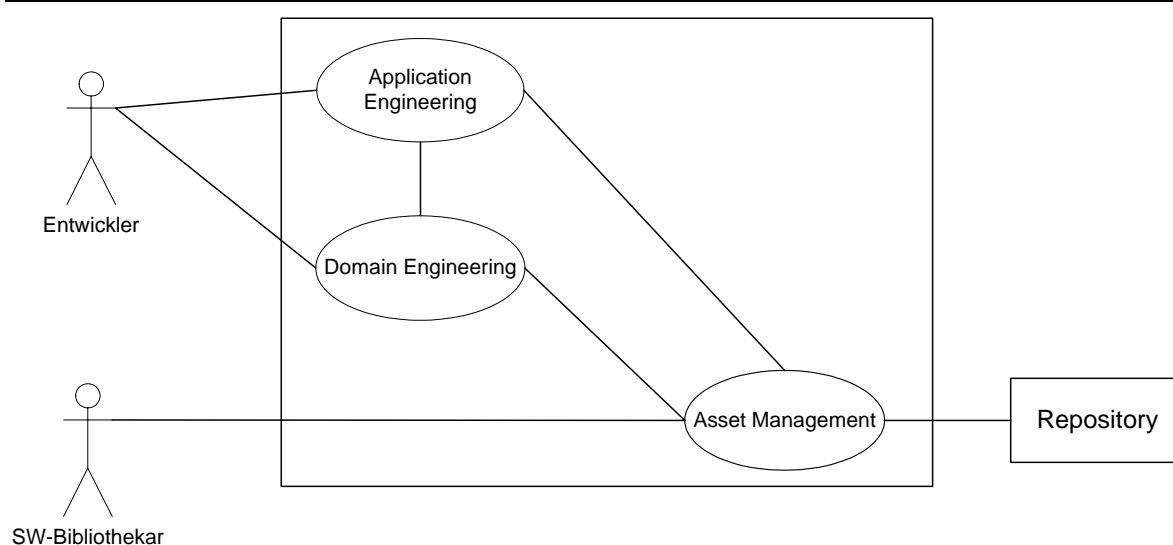 Application
Engineering
Entwickler
Domain Engineering
Asset Management
Repository
SW-Bibliothekar